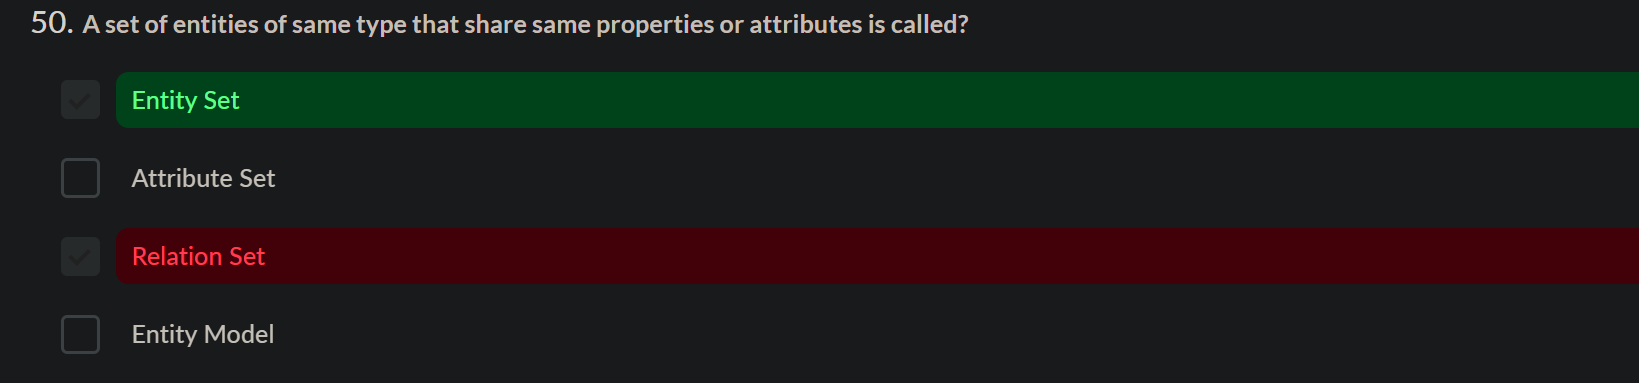 50. A set of entities of same type that share same properties or attributes is called?
Entity Set
Attribute Set
Relation Set
Entity Model